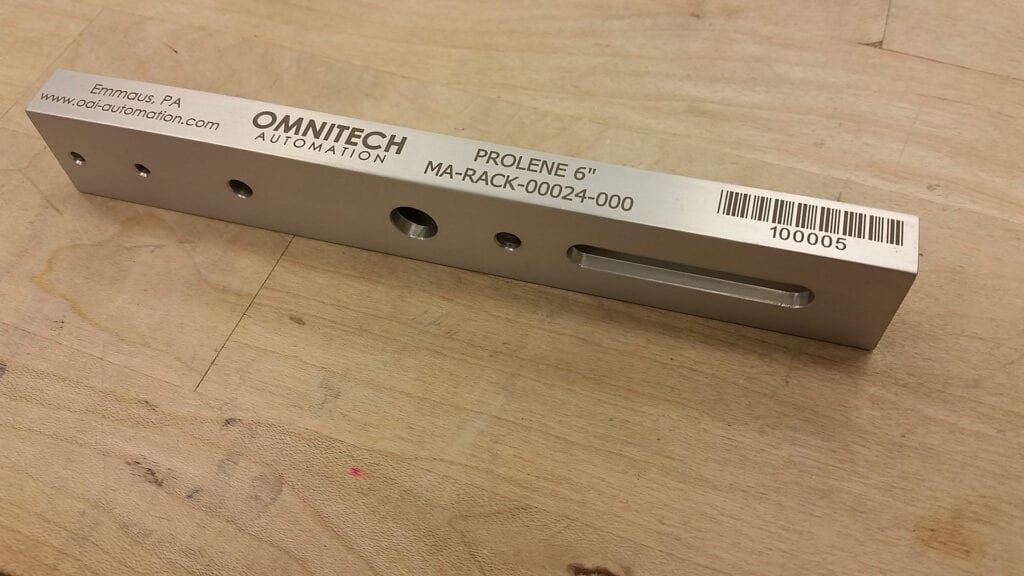 Emmaus, PA
www.oai-automation.com
OMNITECH
AUTOMATION
PROLENE 6"
MA-RACK-00024-000
100005